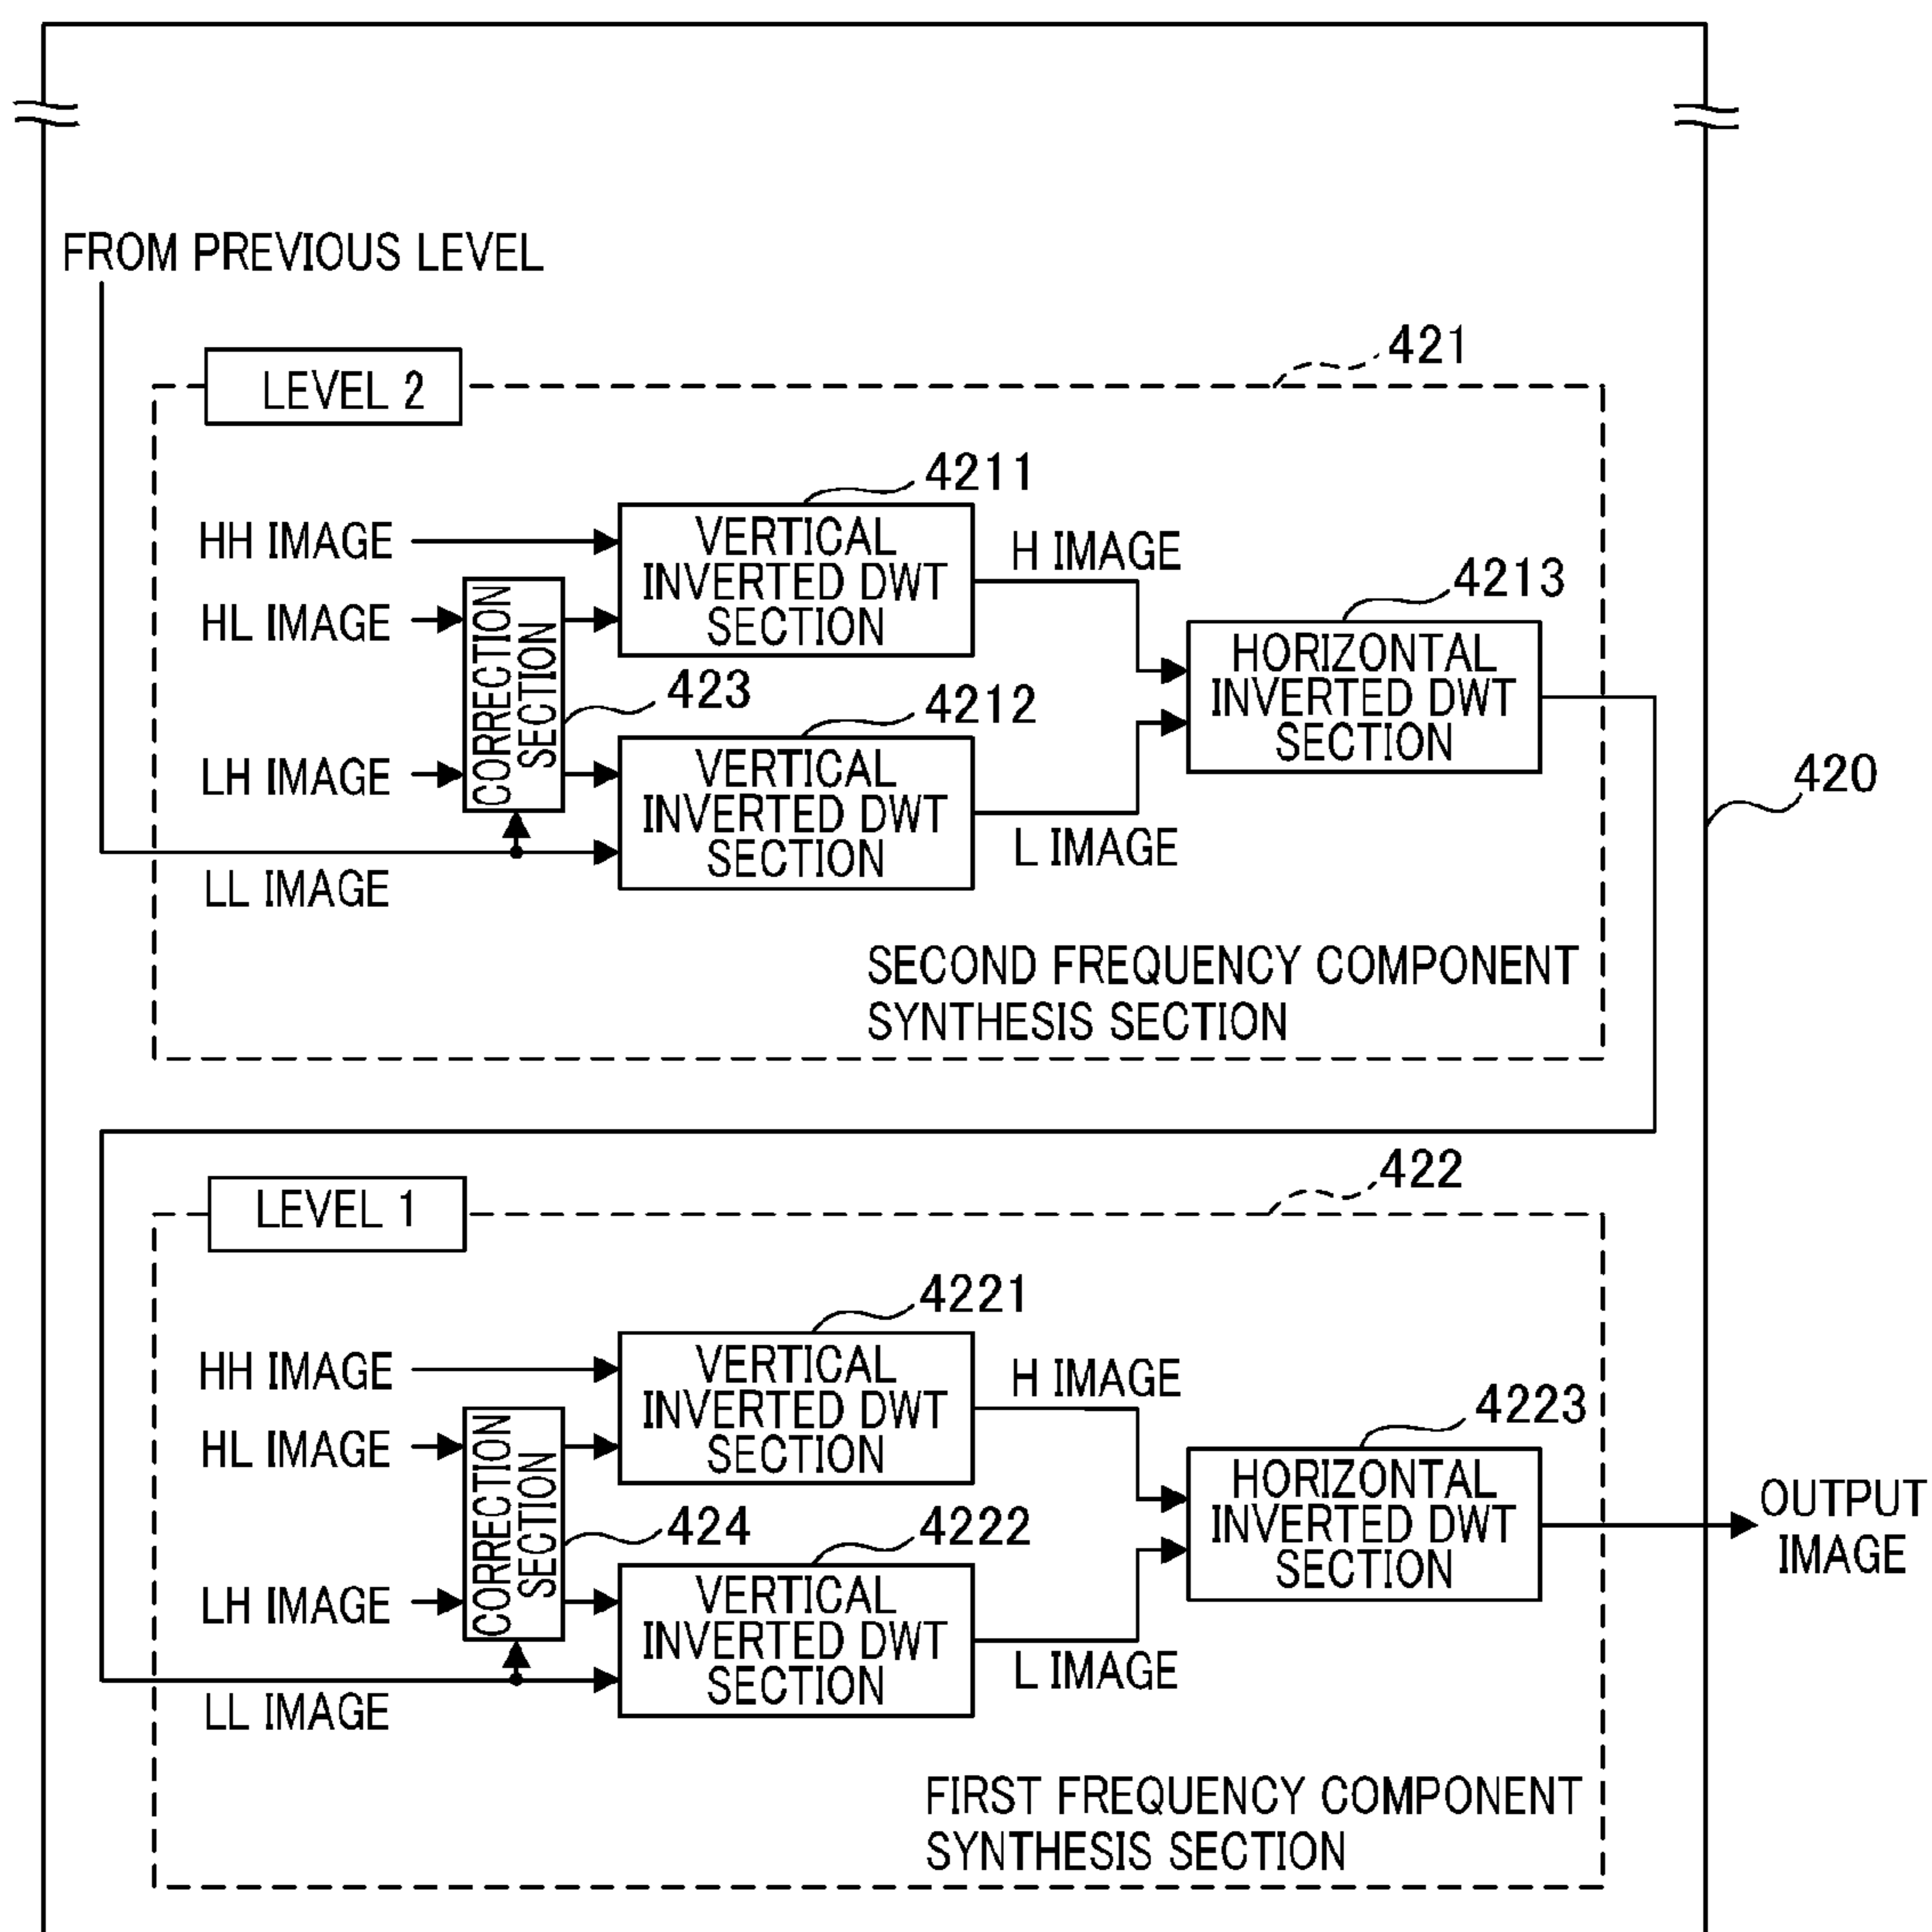 FROM PREVIOUS LEVEL
421
LEVEL 2
4211
HH IMAGE
VERTICAL
INVERTED DWT
SECTION
H IMAGE
4213
HL IMAGE
CORRECTION
SECTION
423
HORIZONTAL
INVERTED DWT
SECTION
4212
LH IMAGE
VERTICAL
INVERTED DWT
SECTION
L IMAGE
420
LL IMAGE
SECOND FREQUENCY COMPONENT
SYNTHESIS SECTION
422
LEVEL 1
4221
HH IMAGE
VERTICAL
INVERTED DWT
SECTION
H IMAGE
4223
HL IMAGE
CORRECTION
SECTION
424
HORIZONTAL
INVERTED DWT
SECTION
OUTPUT
IMAGE
4222
LH IMAGE
VERTICAL
INVERTED DWT
SECTION
L IMAGE
LL IMAGE
FIRST FREQUENCY COMPONENT
SYNTHESIS SECTION